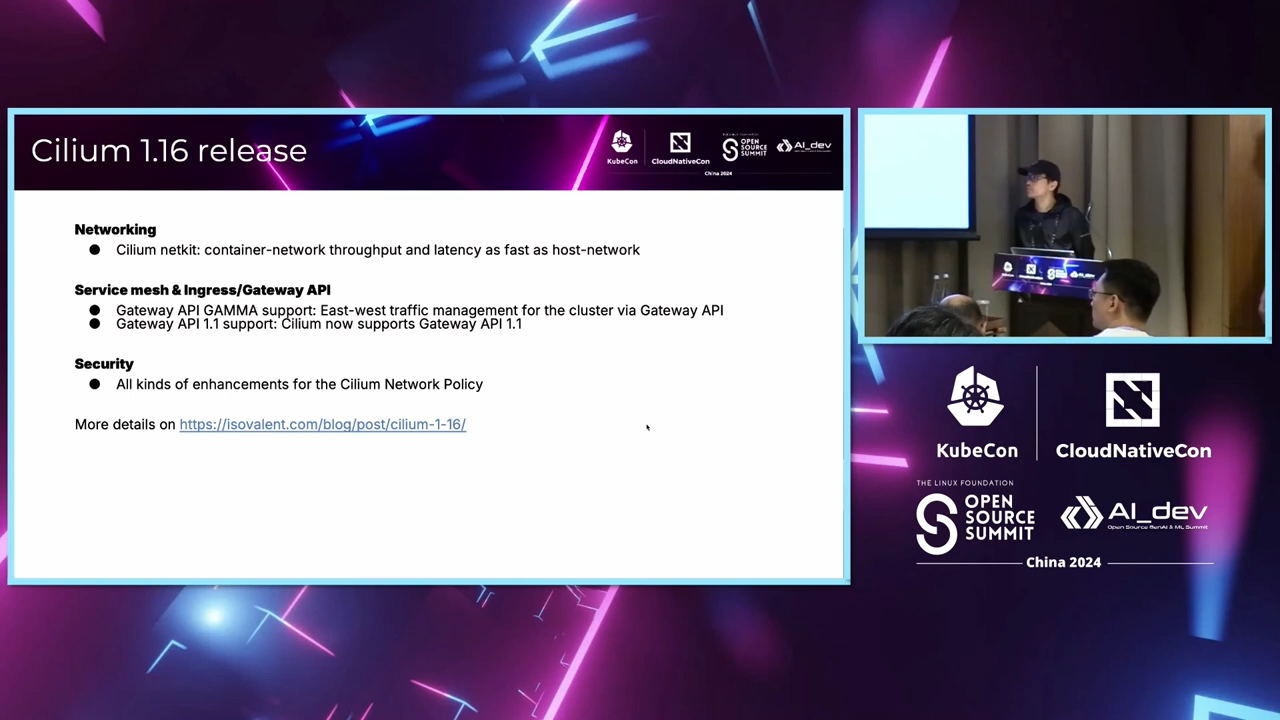 Cilium 1.16 release
KubeCon
CloudNativeCon
OPEN
SOURCE
SUMMIT
AI_dev
China 2024
Networking
● Cilium netkit: container-network throughput and latency as fast as host-network
Service mesh & Ingress/Gateway API
● Gateway API GAMMA support: East-west traffic management for the cluster via Gateway API
● Gateway API 1.1 support: Cilium now supports Gateway API 1.1
Security
● All kinds of enhancements for the Cilium Network Policy
More details on https://isovalent.com/blog/post/cilium-1-16/
KubeCon
CloudNativeCon
THE LINUX FOUNDATION
OPEN
SOURCE
SUMMIT
AI_dev
Open Source GenAI & ML Summit
China 2024